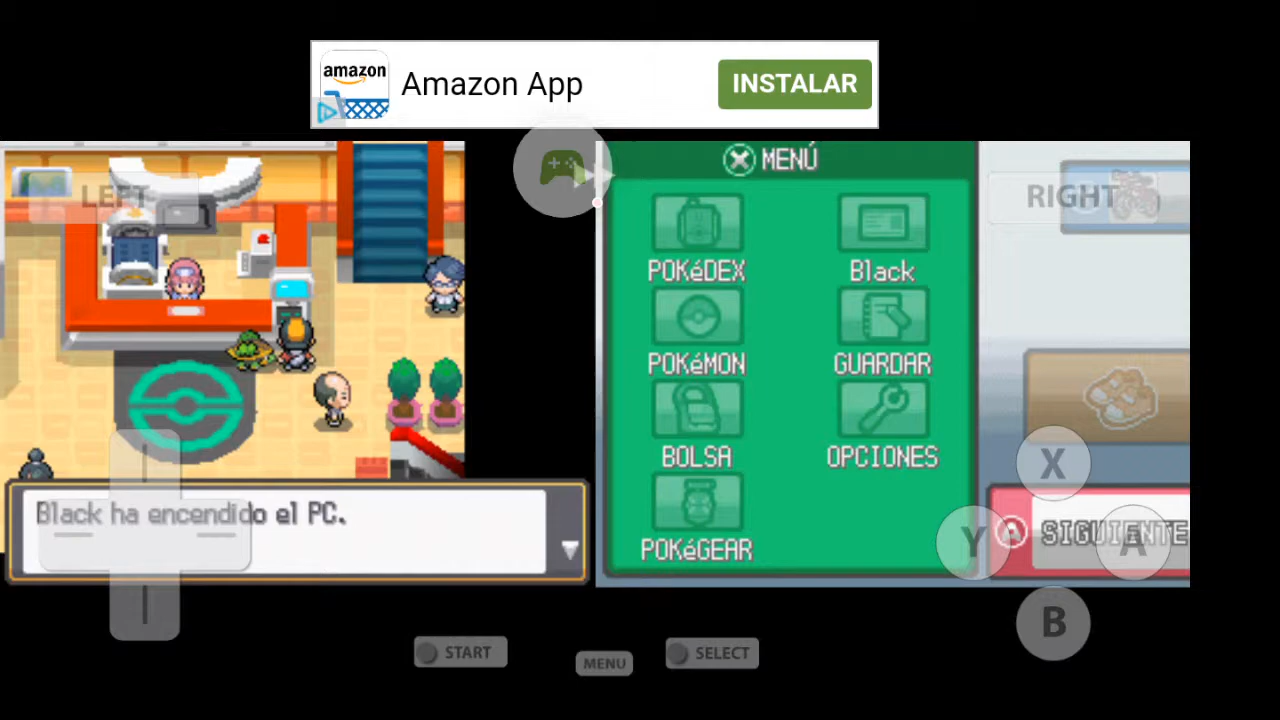 amazon
Amazon App
INSTALAR
LEFT
MENÚ
RIGHT
POKéDEX
Black
POKéMON
GUARDAR
BOLSA
OPCIONES
POKéGEAR
Black ha encendido el PC.
X
Y
A
SIGUIENTE
A
B
START
MENU
SELECT